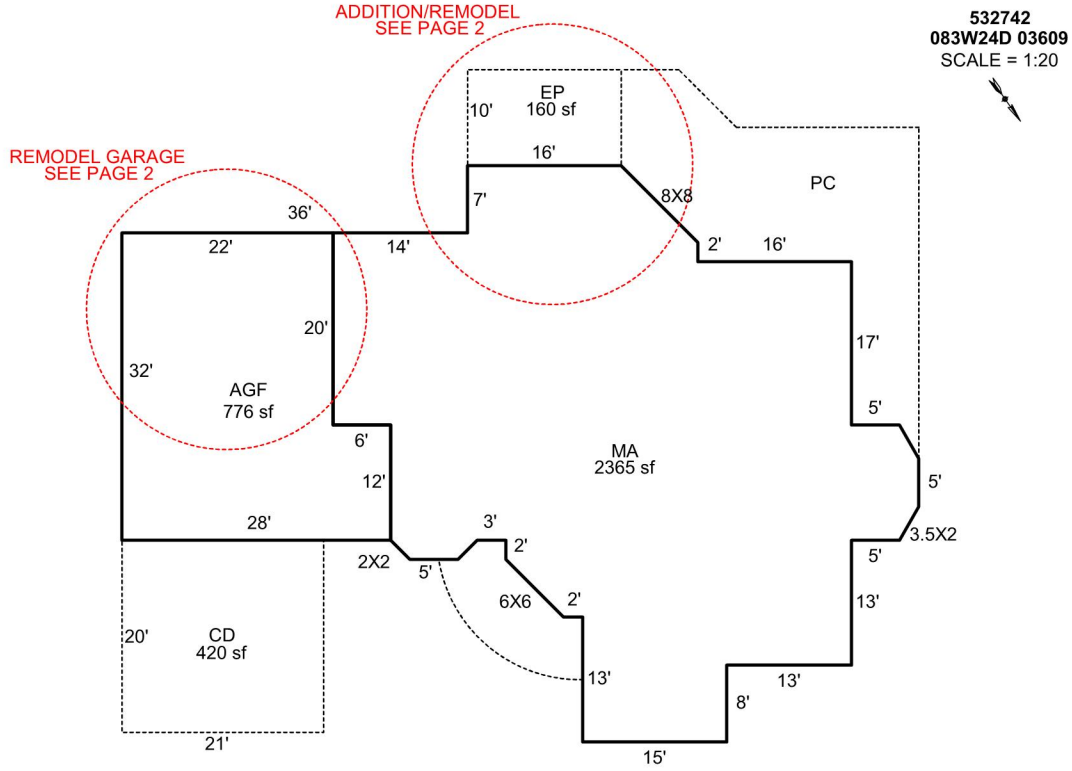 ADDITION/REMODEL
SEE PAGE 2
532742
083W24D 03609
SCALE = 1:20
EP
160 sf
10'
16'
REMODEL GARAGE
SEE PAGE 2
7'
8X8
PC
36'
22'
14'
2'
16'
20'
17'
32'
AGF
776 sf
5'
6'
MA
2365 sf
12'
5'
28'
3'
2'
3.5X2
2X2
5'
5'
6X6
2'
13'
20'
CD
420 sf
13'
13'
8'
21'
15'